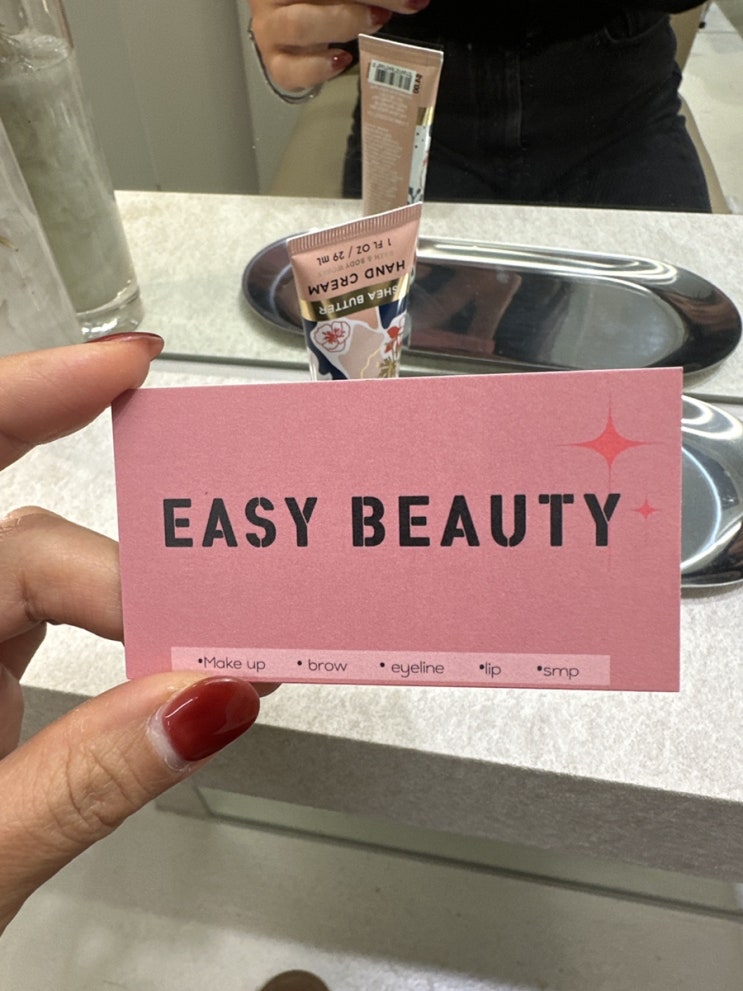 1 FL OZ / 29 mL
HAND CREAM
SHEA BUTTER
EASY BEAUTY
•Make up • brow • eyeline •lip •smp